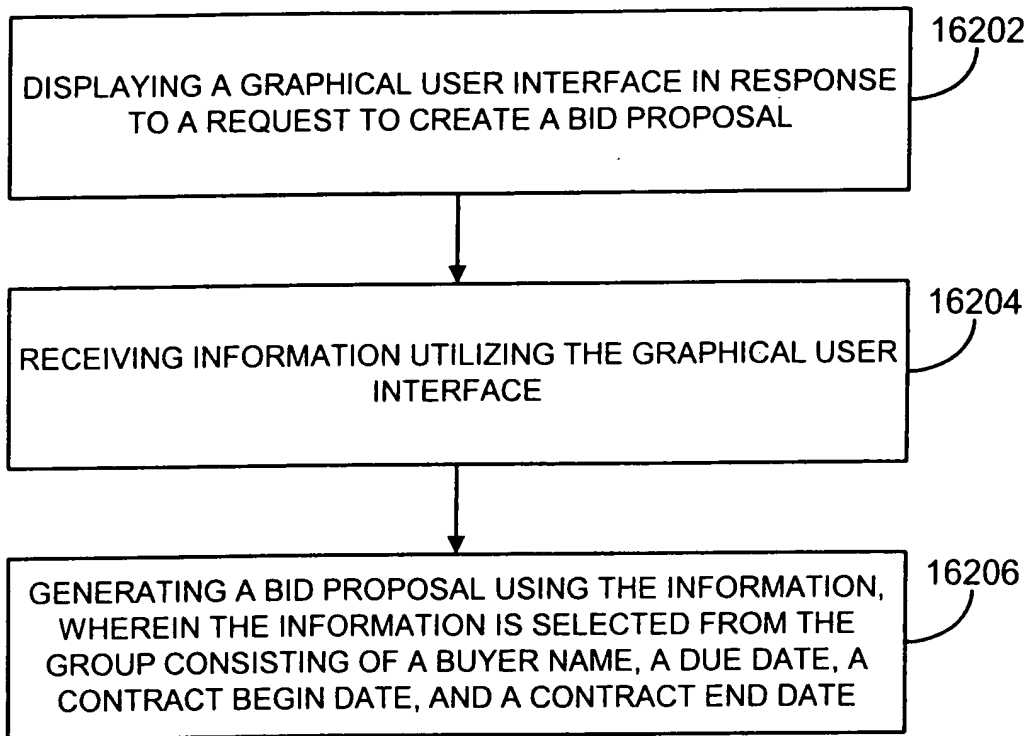 16202
DISPLAYING A GRAPHICAL USER INTERFACE IN RESPONSE
TO A REQUEST TO CREATE A BID PROPOSAL
16204
RECEIVING INFORMATION UTILIZING THE GRAPHICAL USER
INTERFACE
16206
GENERATING A BID PROPOSAL USING THE INFORMATION,
WHEREIN THE INFORMATION IS SELECTED FROM THE
GROUP CONSISTING OF A BUYER NAME, A DUE DATE, A
CONTRACT BEGIN DATE, AND A CONTRACT END DATE